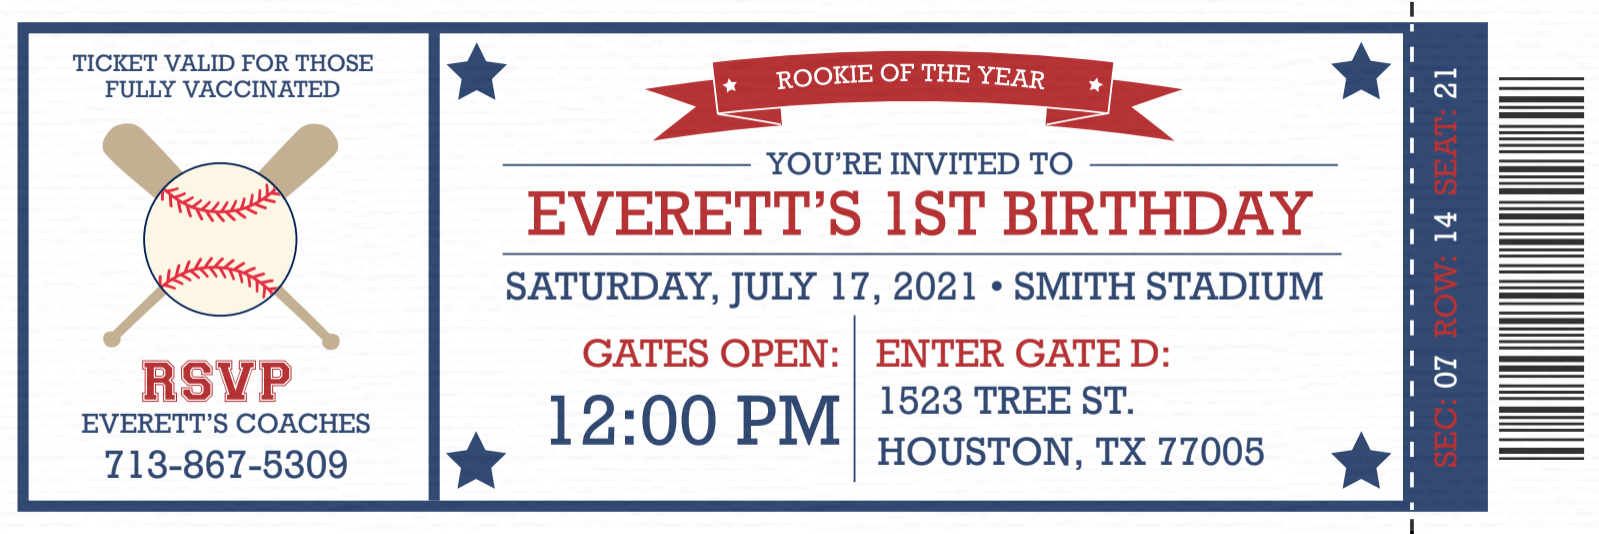 TICKET VALID FOR THOSE
FULLY VACCINATED
RSVP
EVERETT’S COACHES
713-867-5309
ROOKIE OF THE YEAR
YOU’RE INVITED TO
EVERETT’S 1ST BIRTHDAY
SATURDAY, JULY 17, 2021 • SMITH STADIUM
GATES OPEN:
12:00 PM
ENTER GATE D:
1523 TREE ST.
HOUSTON, TX 77005
SEC: 07 ROW: 14 SEAT: 21